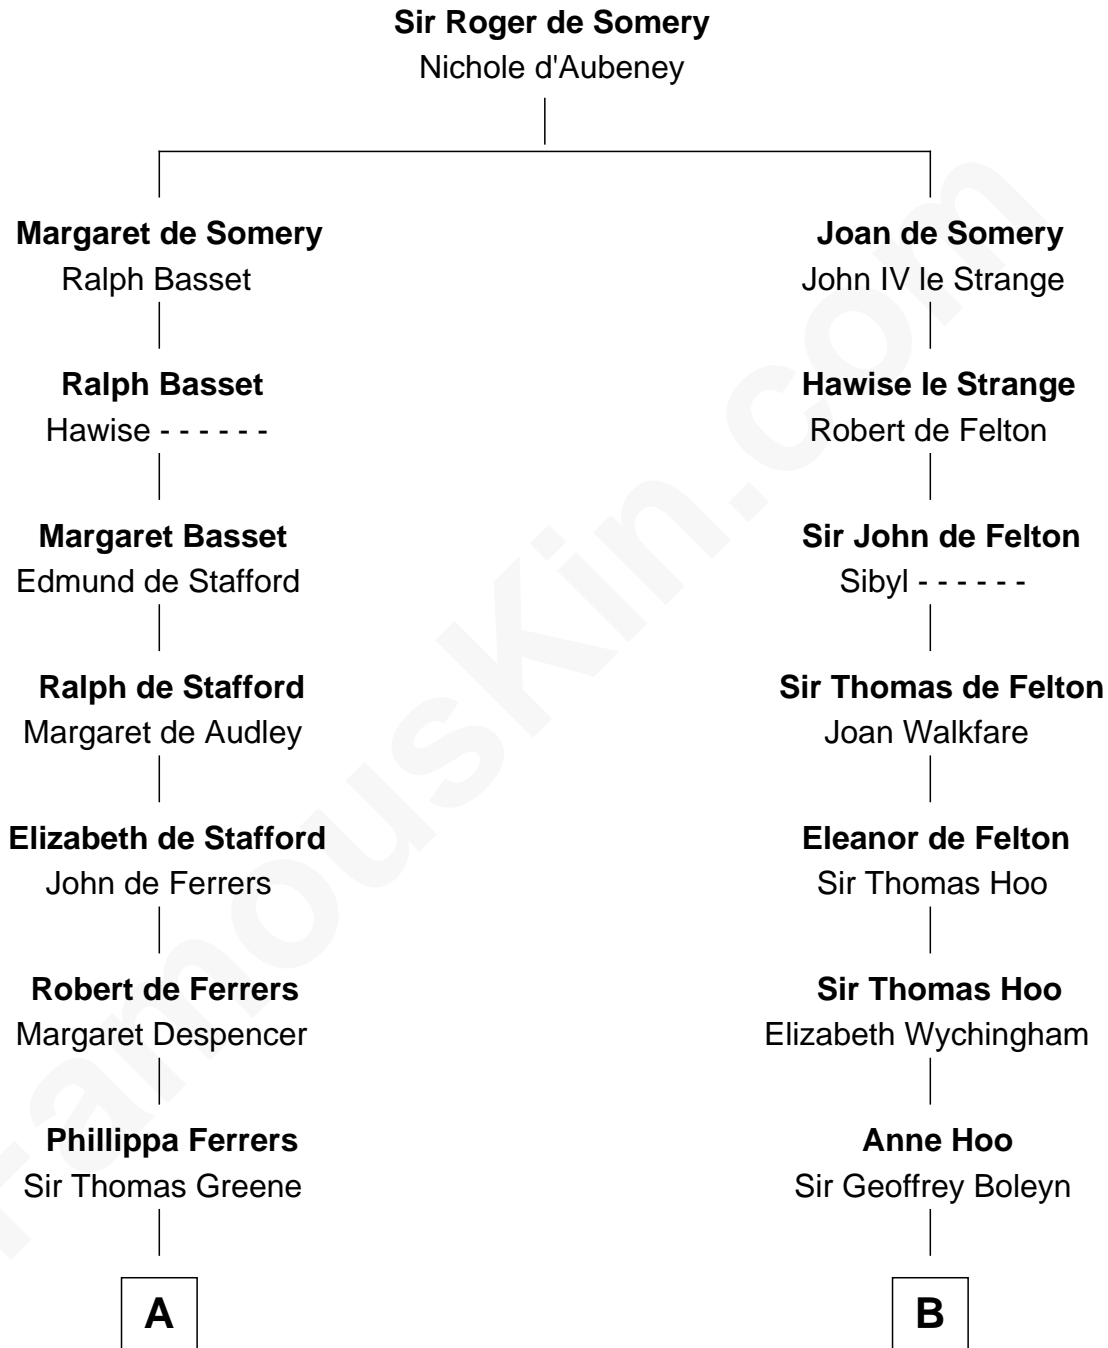 Sir Roger de Somery
Nichole d'Aubeney
Margaret de Somery
Ralph Basset
Joan de Somery
John IV le Strange
Ralph Basset
Hawise - - - - - -
Hawise le Strange
Robert de Felton
Margaret Basset
Edmund de Stafford
Sir John de Felton
Sibyl - - - - - -
Ralph de Stafford
Margaret de Audley
Sir Thomas de Felton
Joan Walkfare
Elizabeth de Stafford
John de Ferrers
Eleanor de Felton
Sir Thomas Hoo
Robert de Ferrers
Margaret Despencer
Sir Thomas Hoo
Elizabeth Wychingham
Phillippa Ferrers
Sir Thomas Greene
Anne Hoo
Sir Geoffrey Boleyn
A
B
FamousKin.com